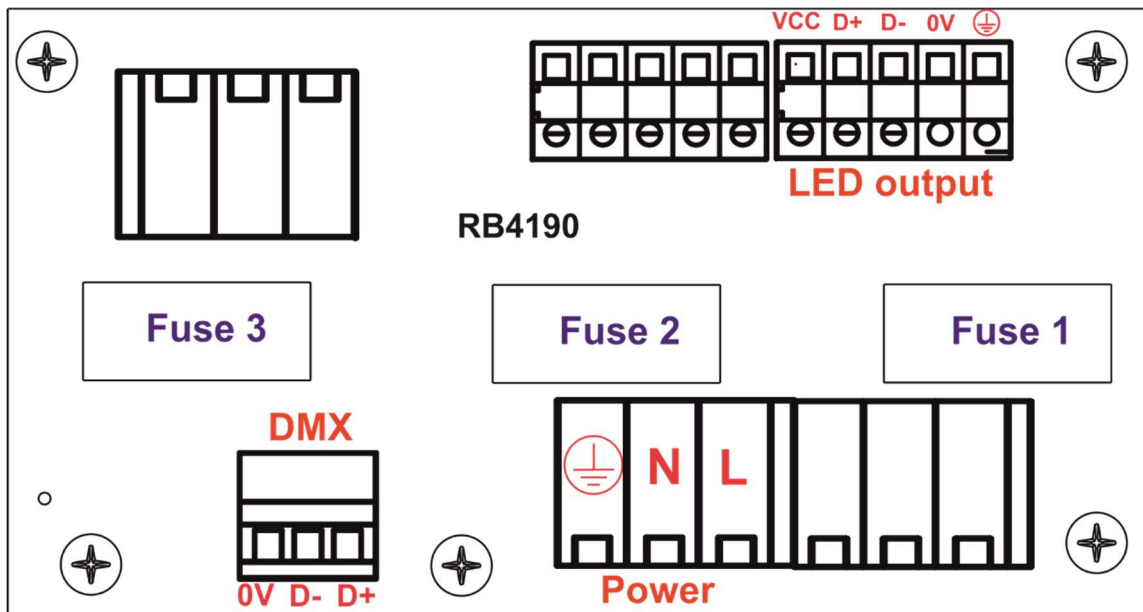 VCC D+ D- 0V
LED output
RB4190
Fuse 3 Fuse 2 Fuse 1
DMX
N L
0V D- D+
Power